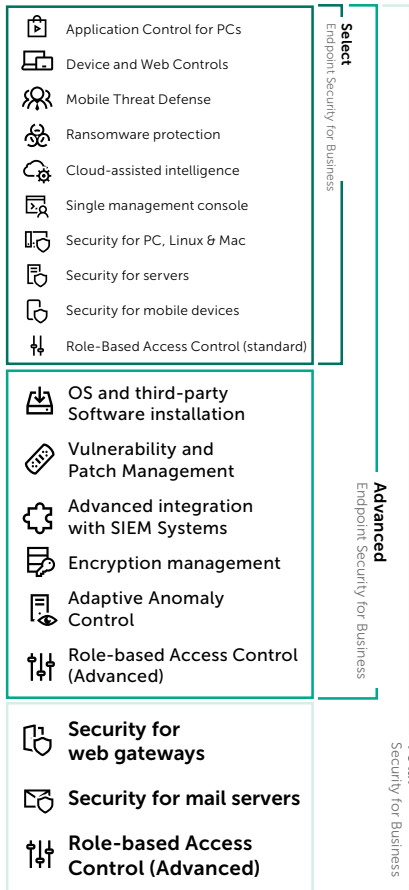 Application Control for PCs
Device and Web Controls
Mobile Threat Defense
Ransomware protection
Cloud-assisted intelligence
Single management console
Security for PC, Linux & Mac
Security for servers
Security for mobile devices
Role-Based Access Control (standard)
Select
Endpoint Security for Business
OS and third-party
Software installation
Vulnerability and
Patch Management
Advanced integration
with SIEM Systems
Encryption management
Adaptive Anomaly
Control
Role-based Access Control
(Advanced)
Advanced
Endpoint Security for Business
Security for
web gateways
Security for mail servers
Role-based Access
Control (Advanced)
Security for Business